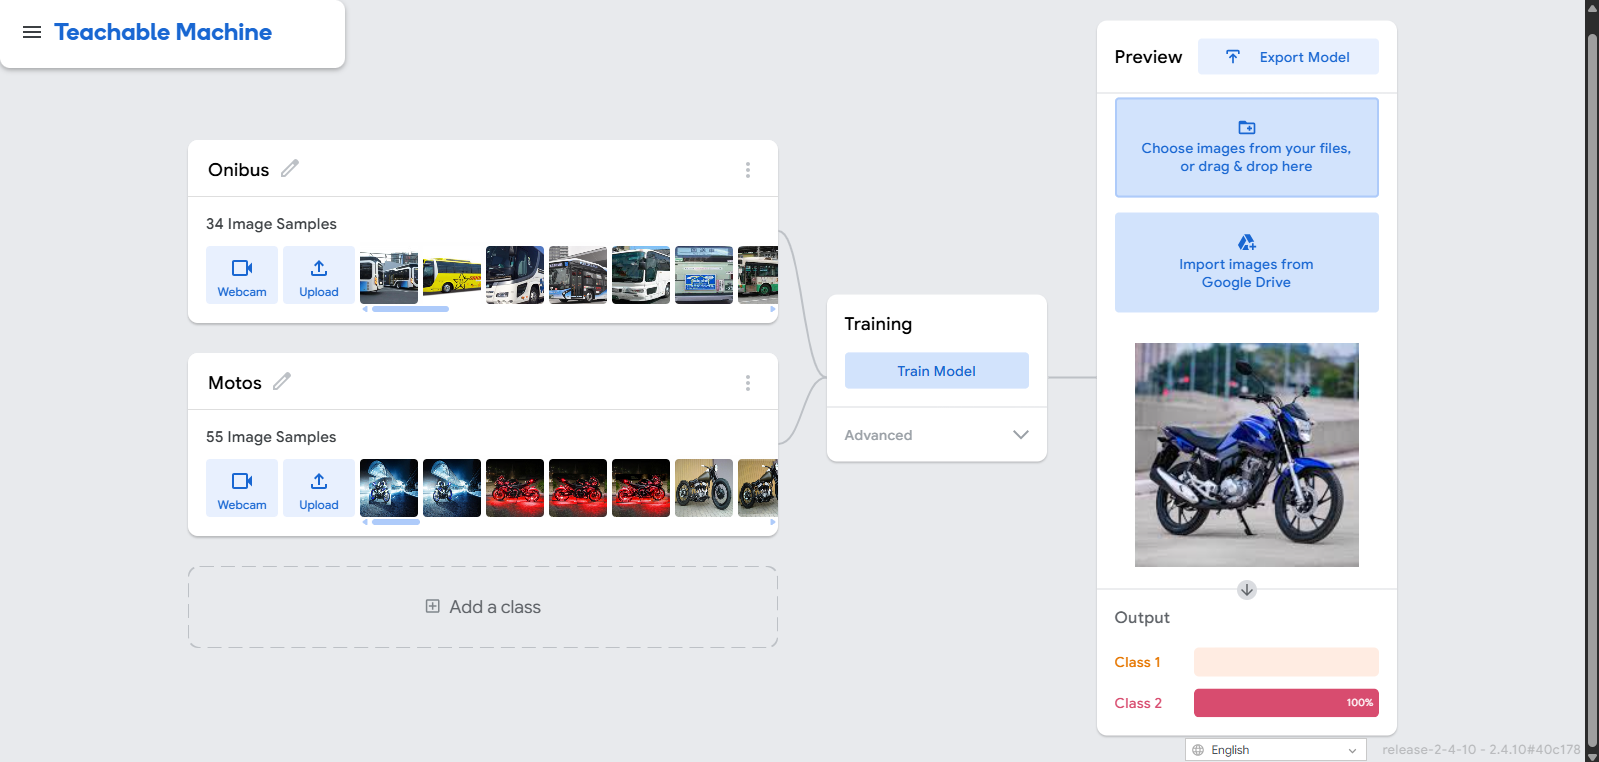 Teachable Machine
Onibus
34 Image Samples
Webcam
Upload
Motos
55 Image Samples
Webcam
Upload
Add a class
Training
Train Model
Advanced
Preview
Export Model
Choose images from your files,
or drag & drop here
Import images from
Google Drive
Output
Class 1
Class 2
100%
English
release-2-4-10 - 2.4.10#40c178